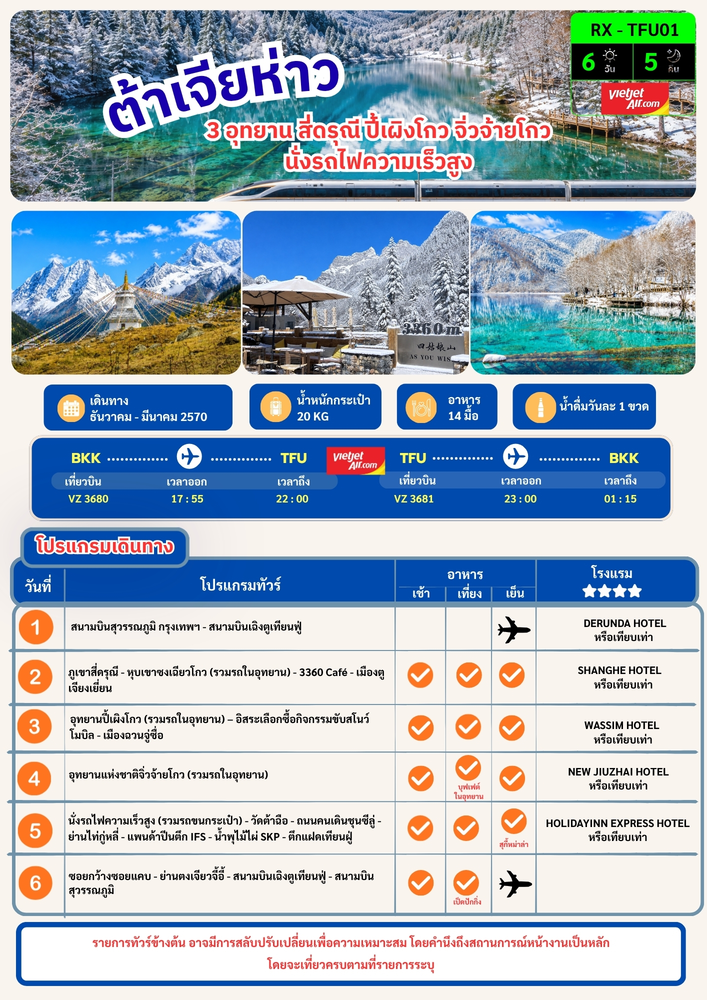 RX - TFU01
6 วัน
5 คืน
vietjet Air.com
ต้าเจียห่าว
3 อุทยาน สี่ดรุณี ปี้เผิงโกว จิ่วจ้ายโกว
นั่งรถไฟความเร็วสูง
3360m
四姑娘山
AS YOU WIS
เดินทาง
ธันวาคม - มีนาคม 2570
น้ำหนักกระเป๋า
20 KG
อาหาร
14 มื้อ
น้ำดื่มวันละ 1 ขวด
BKK TFU
vietjet Air.com
TFU BKK
เที่ยวบิน เวลาออก เวลาถึง
เที่ยวบิน เวลาออก เวลาถึง
VZ 3680 17 : 55 22 : 00
VZ 3681 23 : 00 01 : 15
โปรแกรมเดินทาง
วันที่ โปรแกรมทัวร์
อาหาร
เช้า เที่ยง เย็น
โรงแรม
1 สนามบินสุวรรณภูมิ กรุงเทพฯ - สนามบินเฉิงตูเทียนฟู่
DERUNDA HOTEL
หรือเทียบเท่า
2 ภูเขาสี่ดรุณี - หุบเขาซงเฉียวโกว (รวมรถในอุทยาน) - 3360 Café - เมืองตู
เจียงเยี่ยน
SHANGHE HOTEL
หรือเทียบเท่า
3 อุทยานปี้เผิงโกว (รวมรถในอุทยาน) – อิสระเลือกซื้อกิจกรรมขับสโนว์
โมบิล - เมืองฉวนจู่ซื่อ
WASSIM HOTEL
หรือเทียบเท่า
4 อุทยานแห่งชาติจิ่วจ้ายโกว (รวมรถในอุทยาน)
บุฟเฟต์
ในอุทยาน
NEW JIUZHAI HOTEL
หรือเทียบเท่า
5 นั่งรถไฟความเร็วสูง (รวมรถขนกระเป๋า) - วัดต้าฉือ - ถนนคนเดินชุนซีลู่ -
ย่านไท่กู่หลี่ - แพนด้าปีนตึก IFS - น้ำพุไม้ไผ่ SKP - ตึกแฝดเทียนฝู่
สุกี้หม่าล่า
HOLIDAYINN EXPRESS HOTEL
หรือเทียบเท่า
6 ซอยกว้างซอยแคบ - ย่านตงเจียวจี้อี้ - สนามบินเฉิงตูเทียนฟู่ - สนามบิน
สุวรรณภูมิ
เป็ดปักกิ่ง
รายการทัวร์ข้างต้น อาจมีการสลับปรับเปลี่ยนเพื่อความเหมาะสม โดยคำนึงถึงสถานการณ์หน้างานเป็นหลัก
โดยจะเที่ยวครบตามที่รายการระบุ